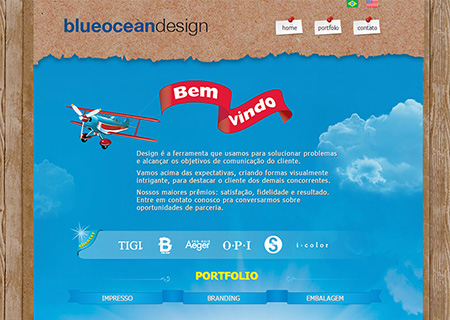 blueoceandesign
home portfolio contato
Bem
Vindo
Design é a ferramenta que usamos para solucionar problemas
e alcançar os objetivos de comunicação do cliente.
Vamos acima das expectativas, criando formas visualmente
intrigante, para destacar o cliente dos demais concorrentes.
Nossos maiores prêmios: satisfação, fidelidade e resultado.
Entre em contato conosco pra conversarmos sobre
oportunidades de parceria.
TIGI B Aeger O·P·I S i-color
PORTFOLIO
IMPRESSO BRANDING EMBALAGEM